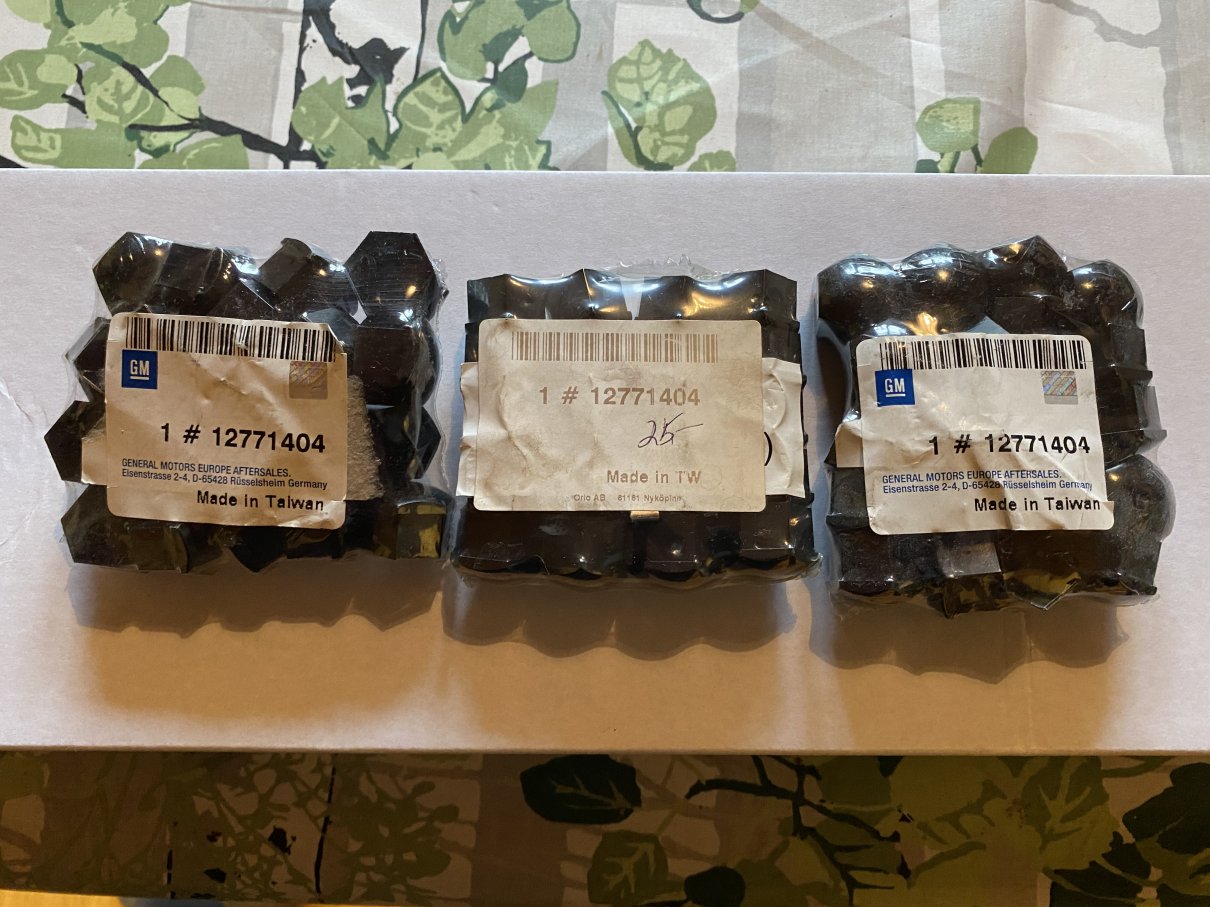 GM
1 # 12771404
GENERAL MOTORS EUROPE AFTERSALES.
Eisenstrasse 2-4, D-65428 Rüsselsheim Germany
Made in Taiwan
1 # 12771404
25
Made in TW
Orio AB 61181 Nyköping
)
GM
1 # 12771404
GENERAL MOTORS EUROPE AFTERSALES.
Eisenstrasse 2-4, D-65428 Rüsselsheim Germany
Made in Taiwan